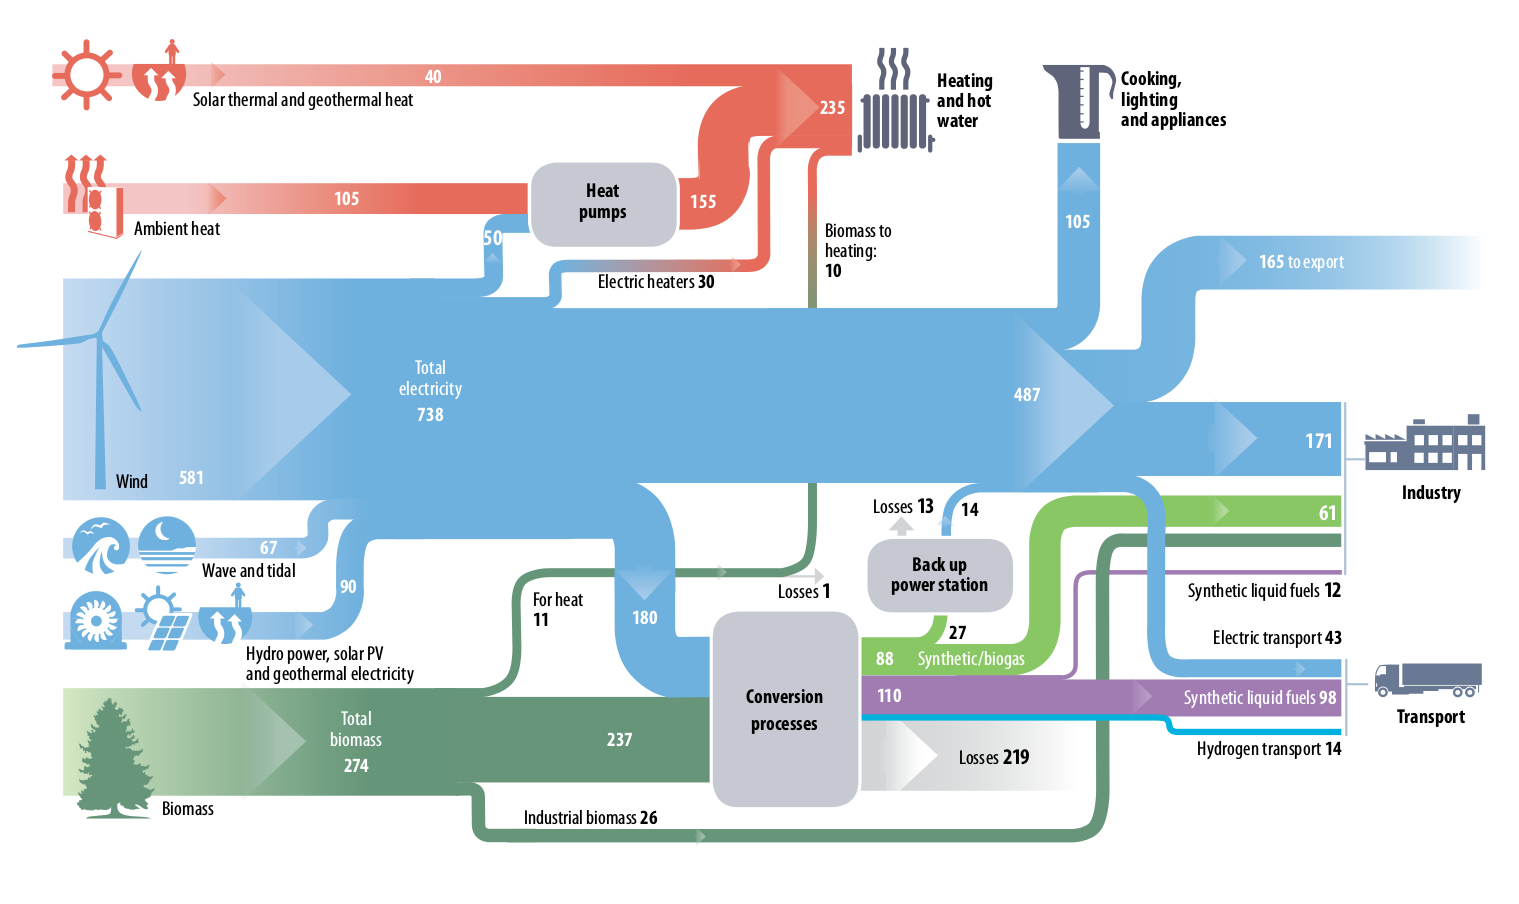 40
Solar thermal and geothermal heat
235
Heating
and hot
water
Cooking,
lighting
and appliances
105
Ambient heat
50
Heat
pumps
155
Electric heaters 30
Biomass to
heating:
10
105
165 to export
Total
electricity
738
487
Wind 581
171
Industry
67
Wave and tidal
90
Hydro power, solar PV
and geothermal electricity
For heat
11
180
Losses 1
Losses 13
14
Back up
power station
27
61
Synthetic liquid fuels 12
Electric transport 43
88 Synthetic/biogas
110
Synthetic liquid fuels 98
Transport
Hydrogen transport 14
Total
biomass
274
237
Conversion
processes
Losses 219
Biomass
Industrial biomass 26